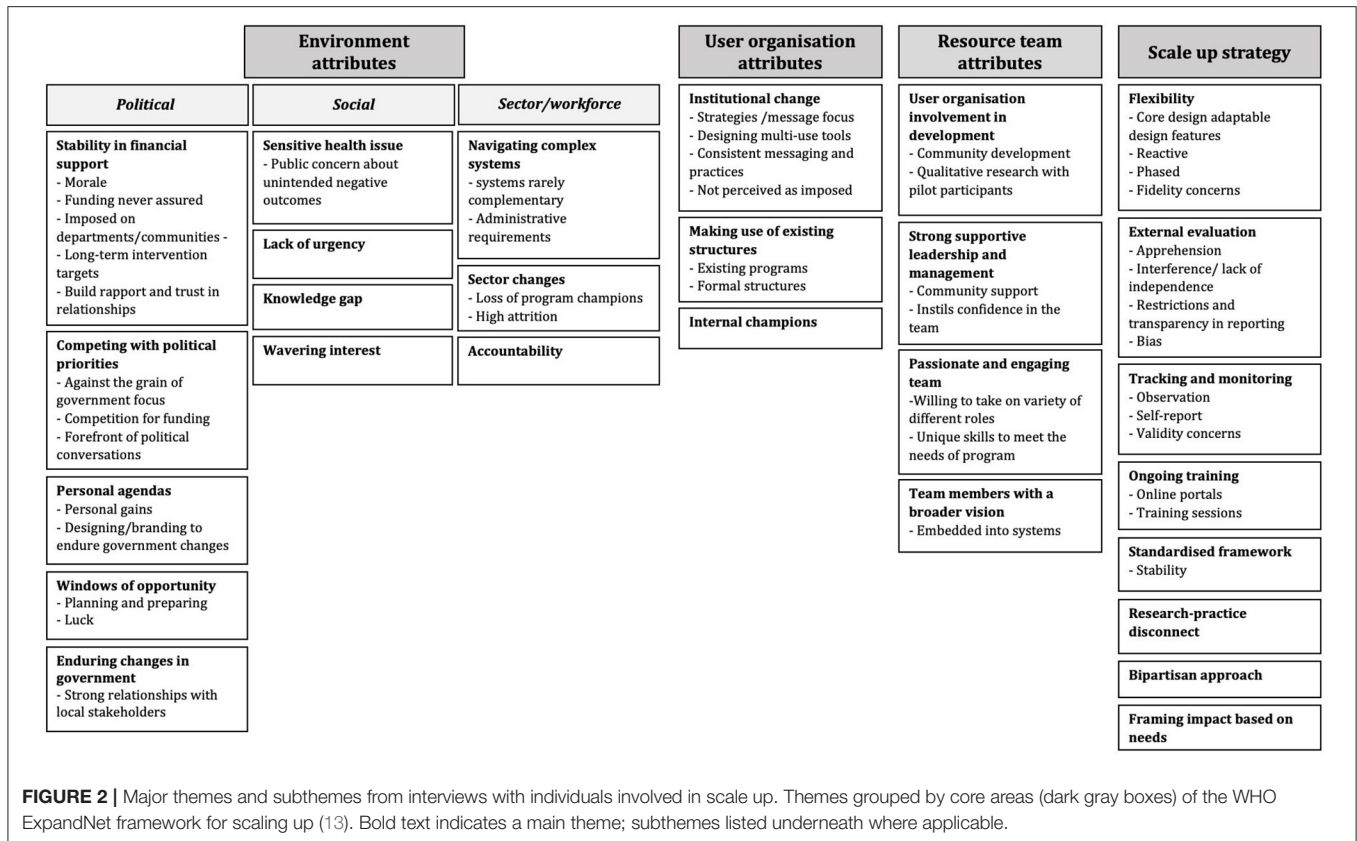 Environment
attributes
Political
Stability in financial
support
- Morale
- Funding never assured
- Imposed on
departments/communities -
- Long-term intervention
targets
- Build rapport and trust in
relationships
Competing with political
priorities
- Against the grain of
government focus
- Competition for funding
- Forefront of political
conversations
Personal agendas
- Personal gains
- Designing/branding to
endure government changes
Windows of opportunity
- Planning and preparing
- Luck
Enduring changes in
government
- Strong relationships with
local stakeholders
Social
Sensitive health issue
- Public concern about
unintended negative
outcomes
Lack of urgency
Knowledge gap
Wavering interest
Sector/workforce
Navigating complex
systems
- systems rarely
complementary
- Administrative
requirements
Sector changes
- Loss of program champions
- High attrition
Accountability
User organisation
attributes
Institutional change
- Strategies /message focus
- Designing multi-use tools
- Consistent messaging and
practices
- Not perceived as imposed
Making use of existing
structures
- Existing programs
- Formal structures
Internal champions
Resource team
attributes
User organisation
involvement in
development
- Community development
- Qualitative research with
pilot participants
Strong supportive
leadership and
management
- Community support
- Instils confidence in the
team
Passionate and engaging
team
-Willing to take on variety of
different roles
- Unique skills to meet the
needs of program
Team members with a
broader vision
- Embedded into systems
Scale up strategy
Flexibility
- Core design adaptable
design features
- Reactive
- Phased
- Fidelity concerns
External evaluation
- Apprehension
- Interference/ lack of
independence
- Restrictions and
transparency in reporting
- Bias
Tracking and monitoring
- Observation
- Self-report
- Validity concerns
Ongoing training
- Online portals
- Training sessions
Standardised framework
- Stability
Research-practice
disconnect
Bipartisan approach
Framing impact based on
needs
FIGURE 2 | Major themes and subthemes from interviews with individuals involved in scale up. Themes grouped by core areas (dark gray boxes) of the WHO
ExpandNet framework for scaling up (13). Bold text indicates a main theme; subthemes listed underneath where applicable.